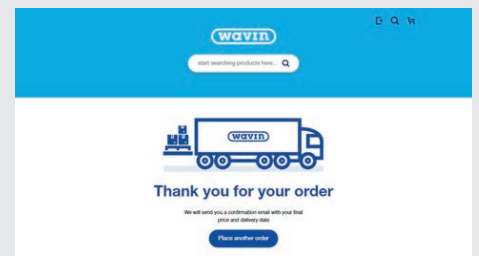 wavin
start searching products here...
wavin
Thank you for your order
We will send you a confirmation email with your final
price and delivery date
Place another order